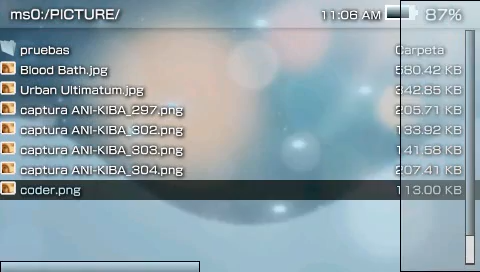 ms0:/PICTURE/ 11:06 AM 87%
pruebas Carpeta
Blood Bath.jpg 580.42 KB
Urban Ultimatum.jpg 342.85 KB
captura ANI-KIBA_297.png 205.71 KB
captura ANI-KIBA_302.png 133.92 KB
captura ANI-KIBA_303.png 141.58 KB
captura ANI-KIBA_304.png 207.41 KB
coder.png 113.00 KB